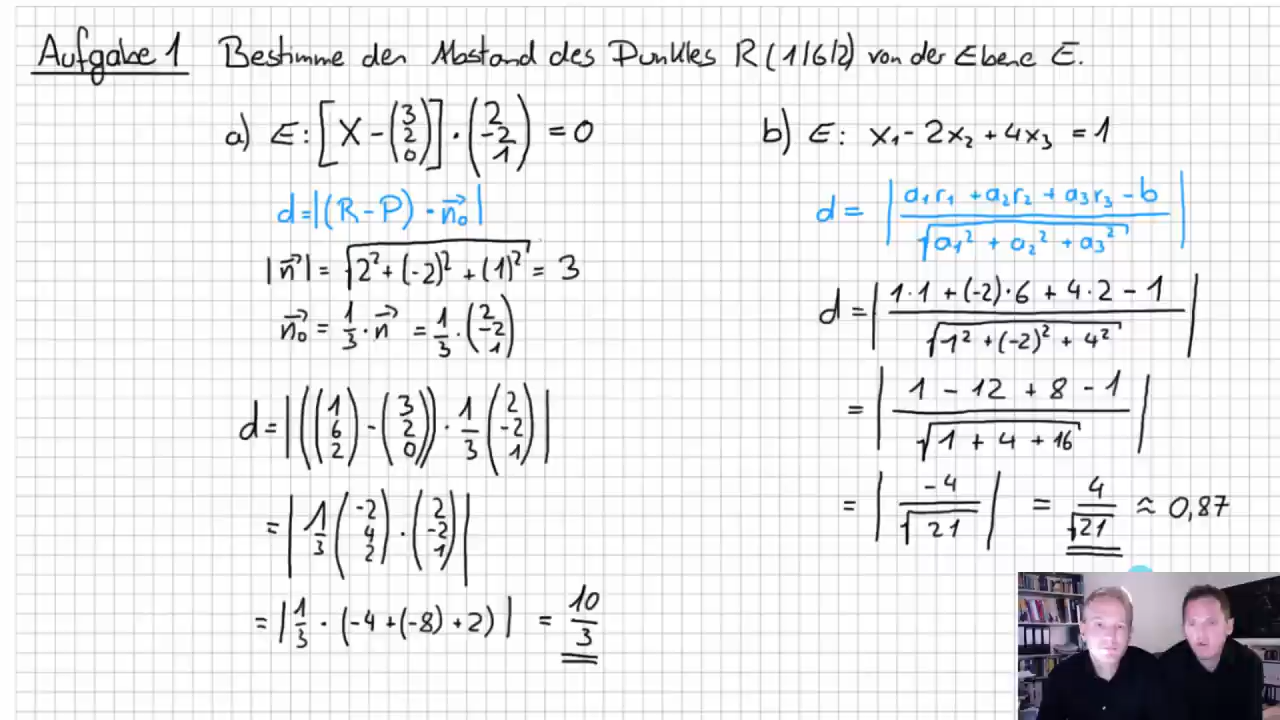 Aufgabe 1 Bestimme den Abstand des Punktes R (1/6/2) von der Ebene E.
a) E: [X - (3 2 0)] · (2 -2 1) = 0
d = |(R - P) · n₀⃗|
|n⃗| = √(2² + (-2)² + (1)²) = 3
n₀⃗ = 1/3 · n⃗ = 1/3 · (2 -2 1)
d = |((1 6 2) - (3 2 0)) · 1/3 (2 -2 1)|
= |1/3 (-2 4 2) · (2 -2 1)|
= |1/3 · (-4 + (-8) + 2)| = 10/3
b) E: x₁ - 2x₂ + 4x₃ = 1
d = |(a₁r₁ + a₂r₂ + a₃r₃ - b) / √(a₁² + a₂² + a₃²)|
d = |(1·1 + (-2)·6 + 4·2 - 1) / √(1² + (-2)² + 4²)|
= |(1 - 12 + 8 - 1) / √(1 + 4 + 16)|
= |-4 / √21| = 4/√21 ≈ 0,87